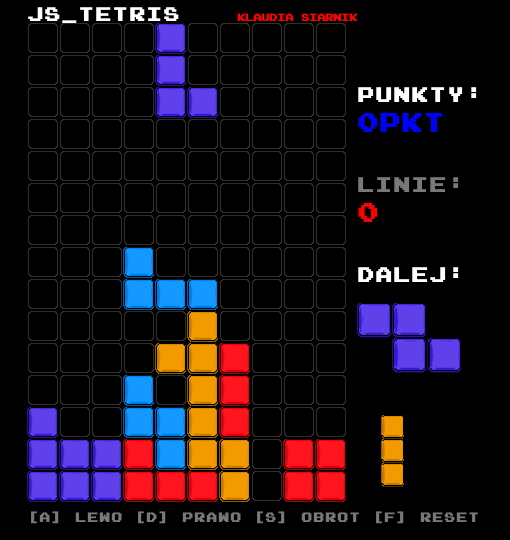 JS_TETRIS KLAUDIA SIARNIK
PUNKTY:
0PKT
LINIE:
0
DALEJ:
[A] LEWO [D] PRAWO [S] OBROT [F] RESET